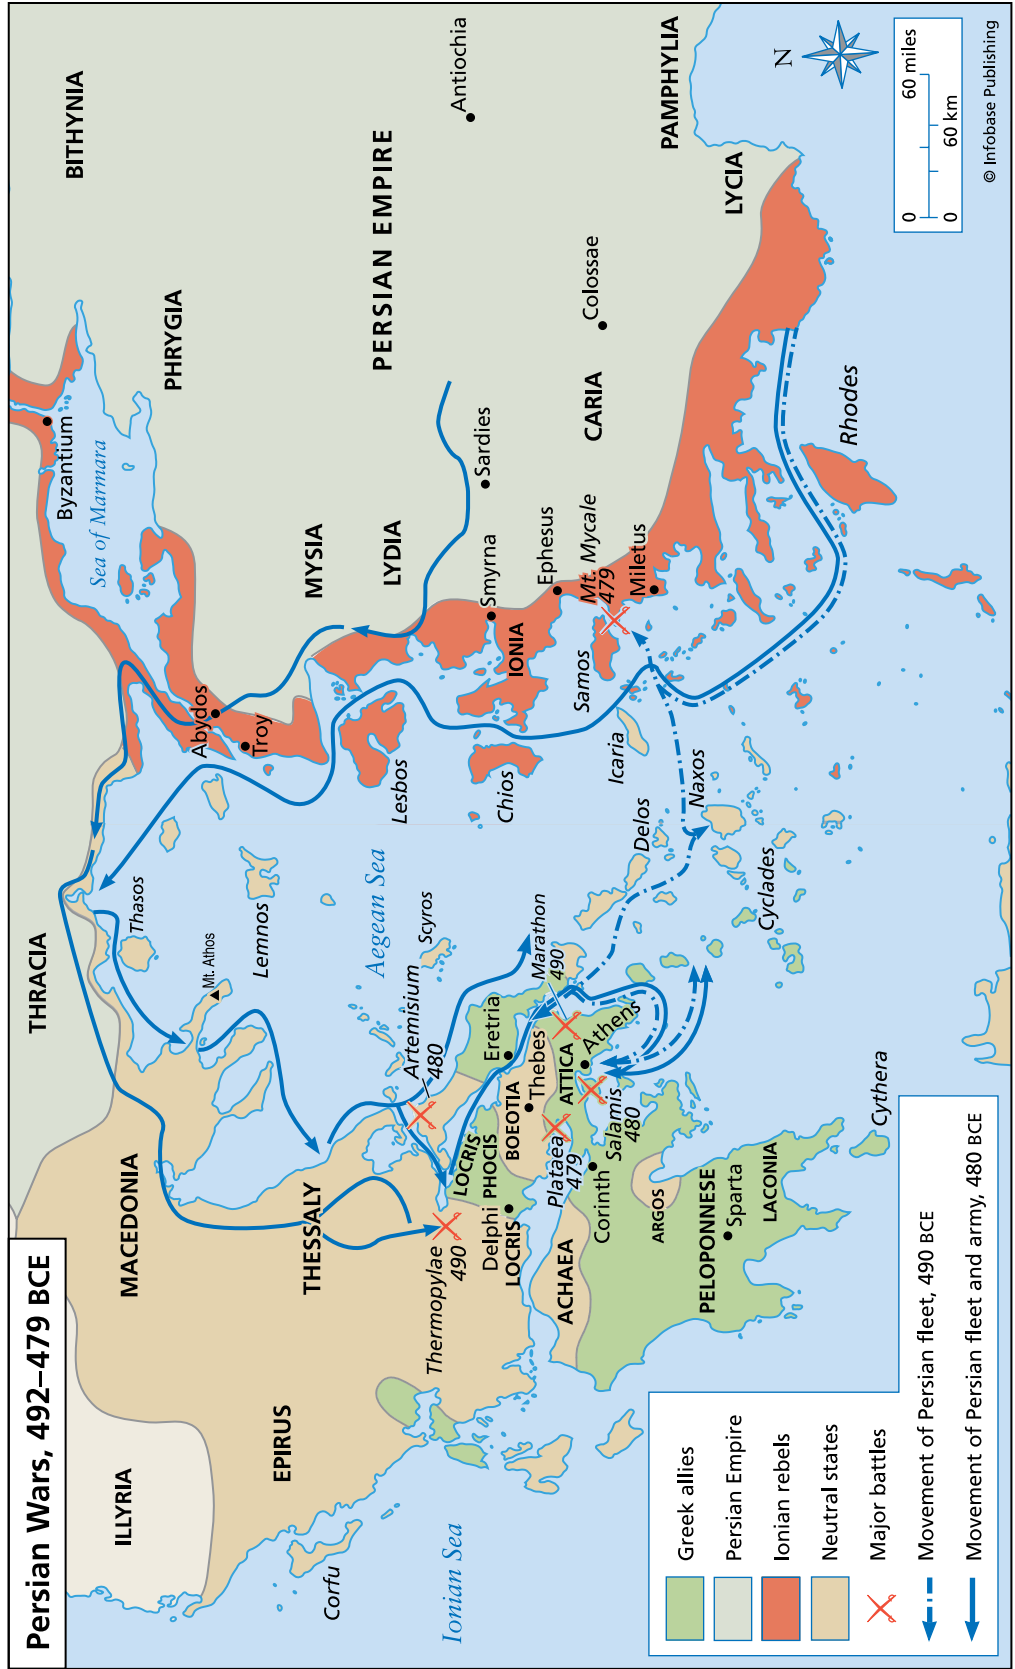 Persian Wars, 492–479 BCE
ILLYRIA
MACEDONIA
THRACIA
BITHYNIA
Byzantium
Sea of Marmara
PHRYGIA
EPIRUS
THESSALY
Thasos
Mt. Athos
Lemnos
Abydos
Troy
MYSIA
LYDIA
PERSIAN EMPIRE
Antiochia
Corfu
Ionian Sea
Thermopylae
490
Artemisium
480
Scyros
Aegean Sea
Lesbos
Chios
Smyrna
IONIA
Sardies
Ephesus
CARIA
Colossae
PAMPHYLIA
LYCIA
LOCRIS
PHOCIS
Delphi
LOCRIS
BOEOTIA
Thebes
Eretria
Marathon
490
ATTICA
Athens
Plataea
479
Salamis
480
Corinth
ACHAEA
ARGOS
PELOPONNESE
Sparta
LACONIA
Cythera
Delos
Naxos
Cyclades
Icaria
Samos
Mt. Mycale
479
Miletus
Rhodes
N
0 60 miles
0 60 km
© Infobase Publishing
Greek allies
Persian Empire
Ionian rebels
Neutral states
Major battles
Movement of Persian fleet, 490 BCE
Movement of Persian fleet and army, 480 BCE